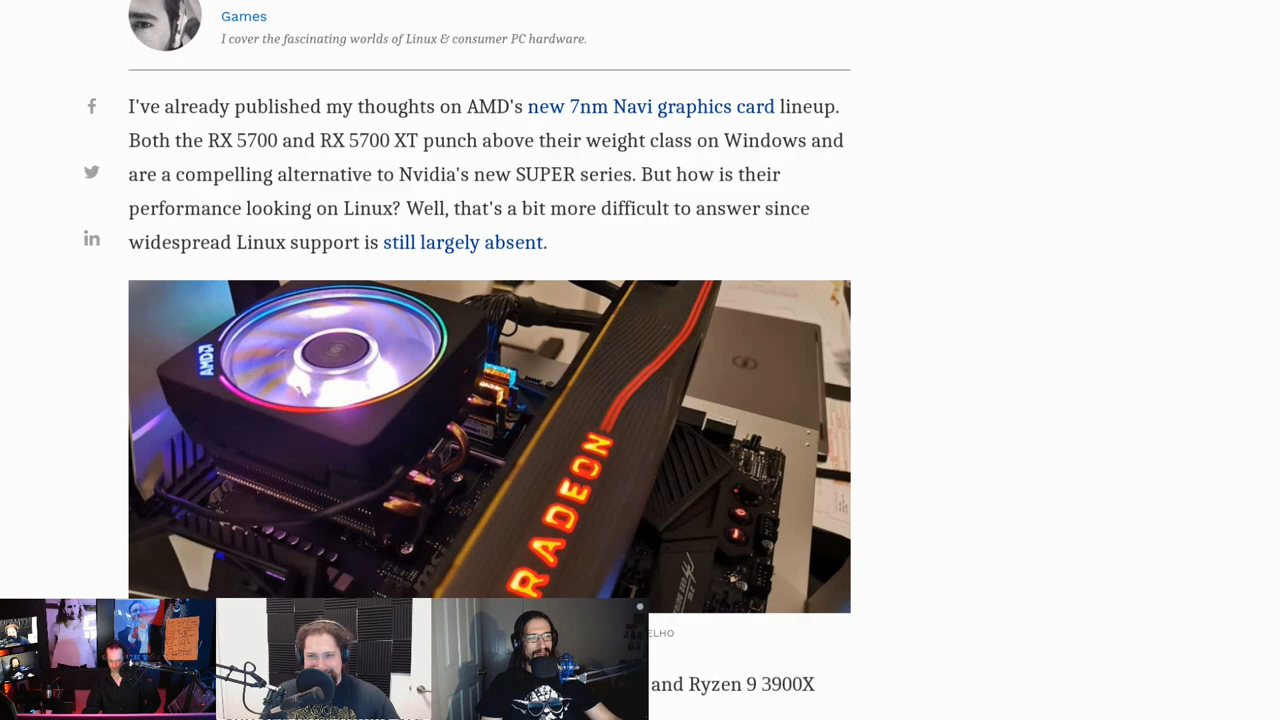 Games
I cover the fascinating worlds of Linux & consumer PC hardware.
I've already published my thoughts on AMD's new 7nm Navi graphics card lineup.
Both the RX 5700 and RX 5700 XT punch above their weight class on Windows and
are a compelling alternative to Nvidia's new SUPER series. But how is their
performance looking on Linux? Well, that's a bit more difficult to answer since
widespread Linux support is still largely absent.
AMD
RADEON
ELHO
and Ryzen 9 3900X